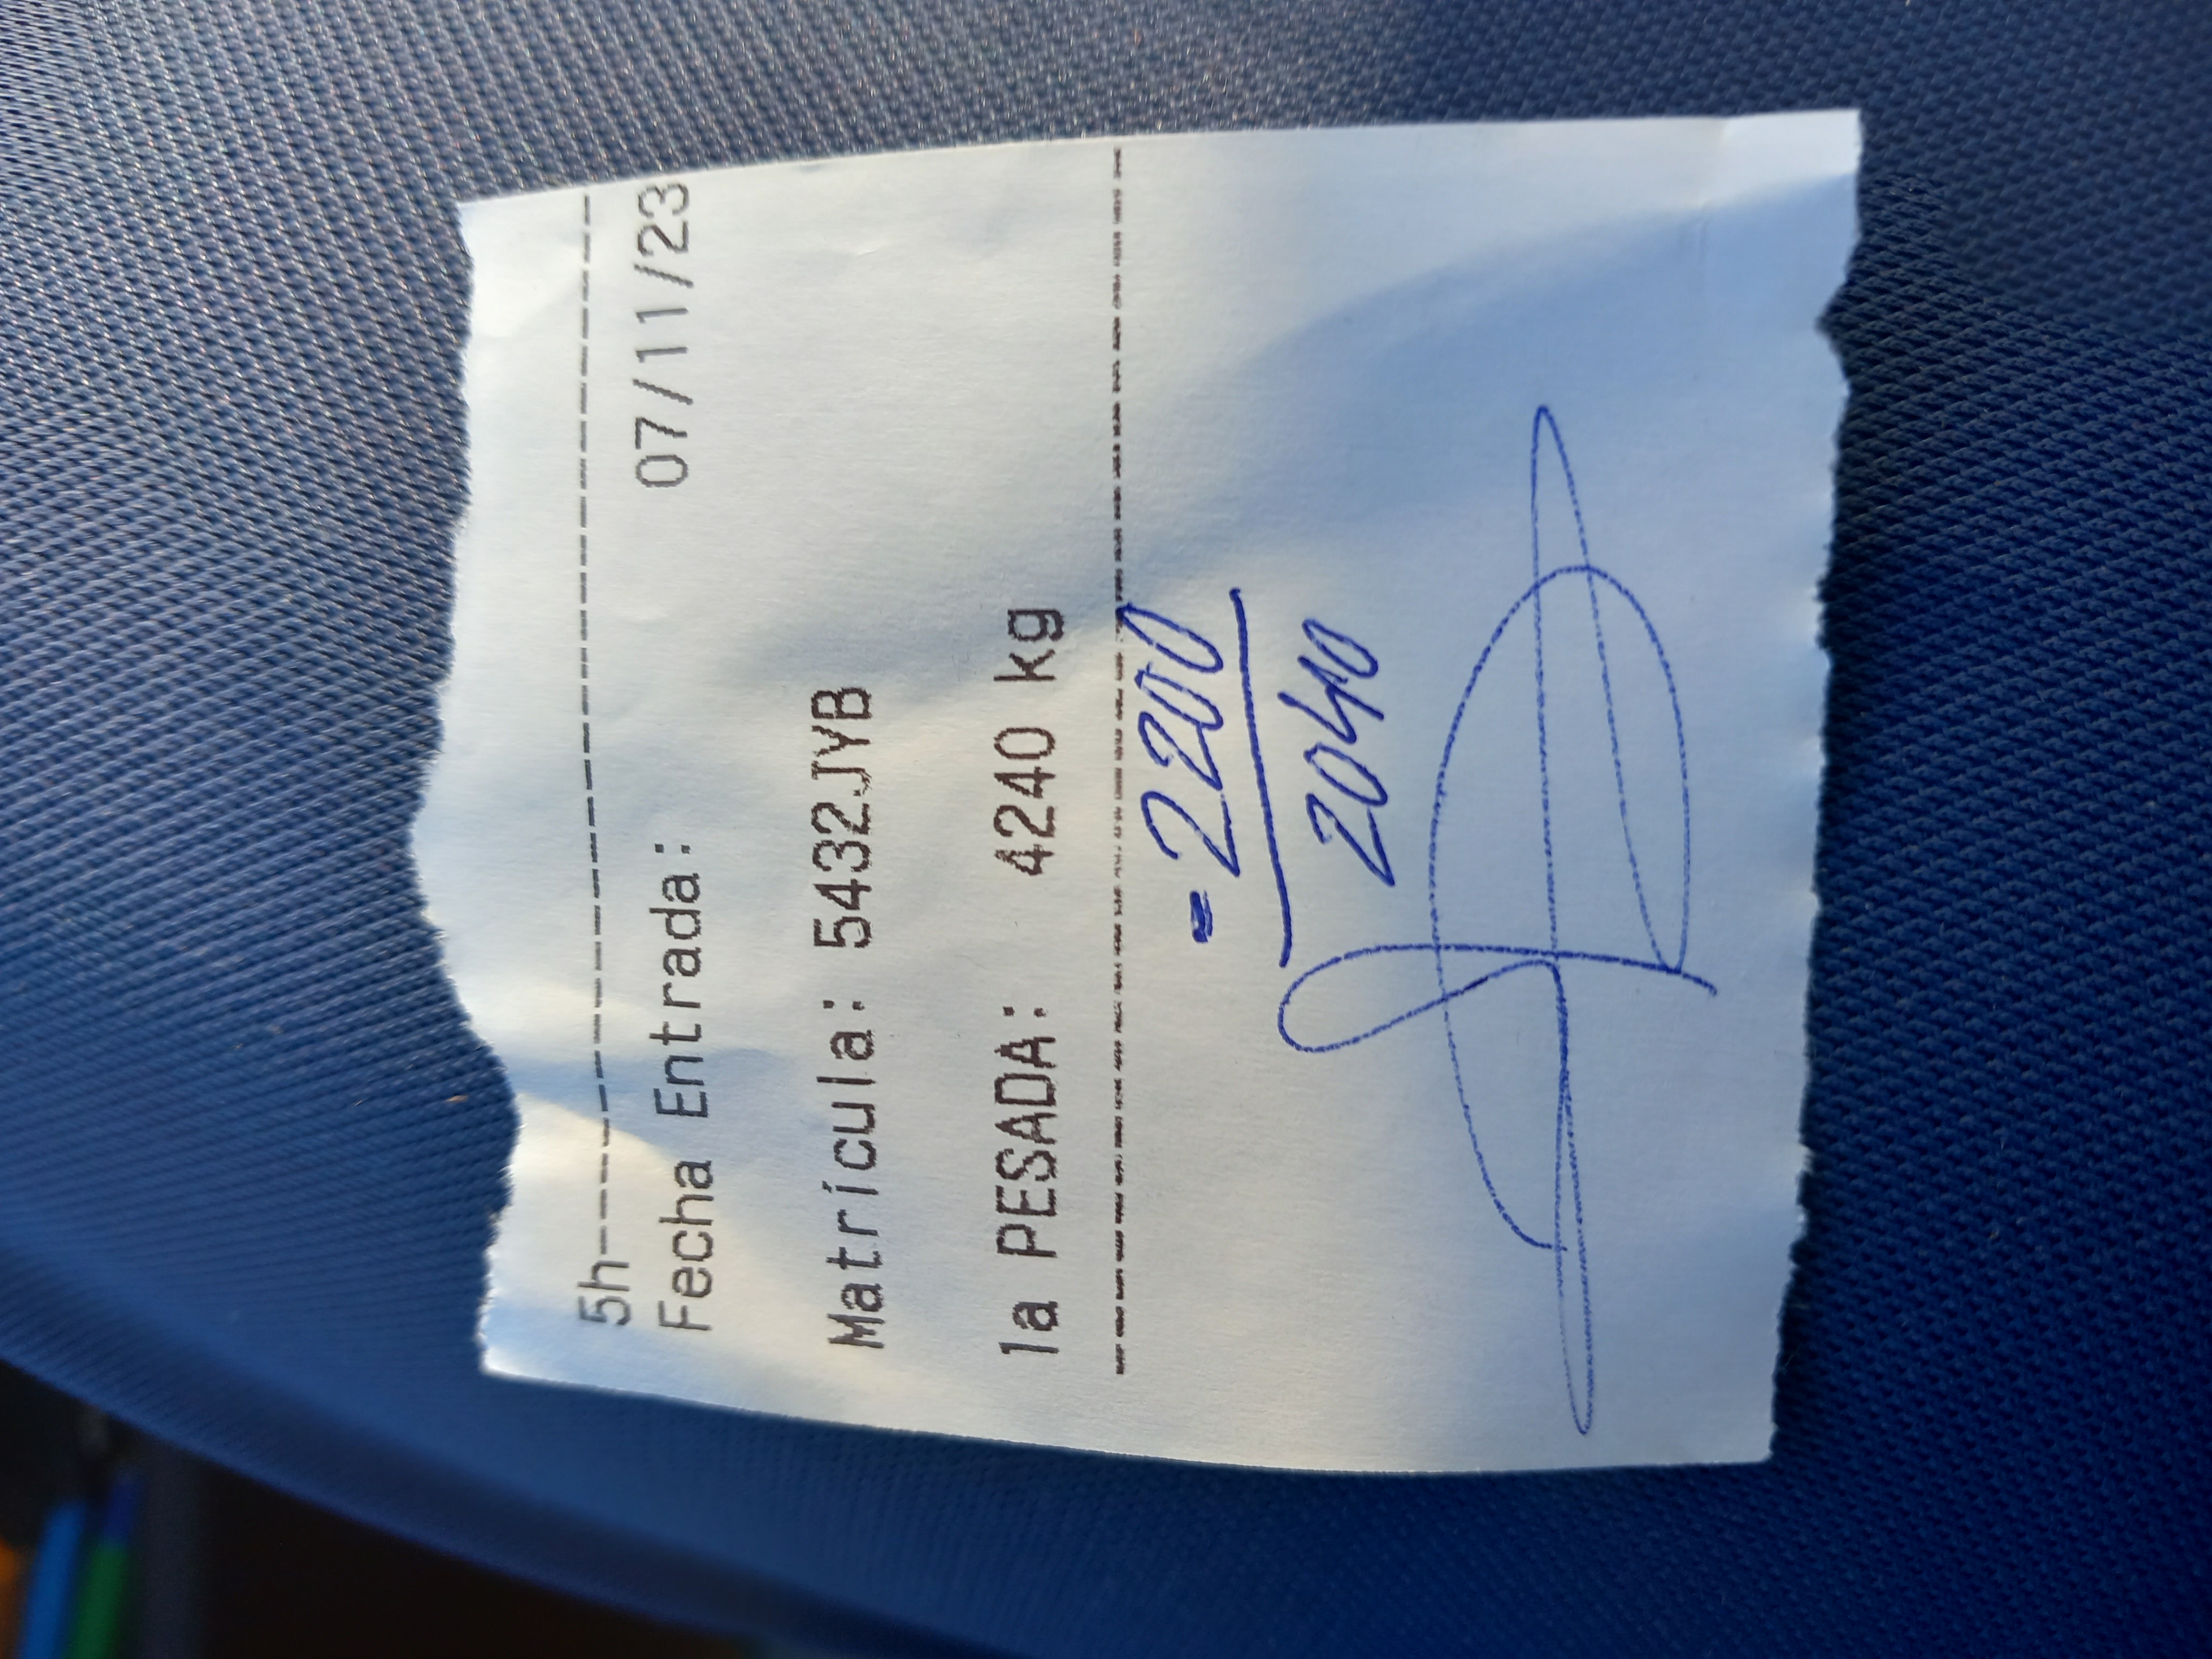 5h------------------------------
Fecha Entrada: 07/11/23
Matrícula: 5432JYB
1a PESADA: 4240 kg
--------------------------------
- 2200
2040